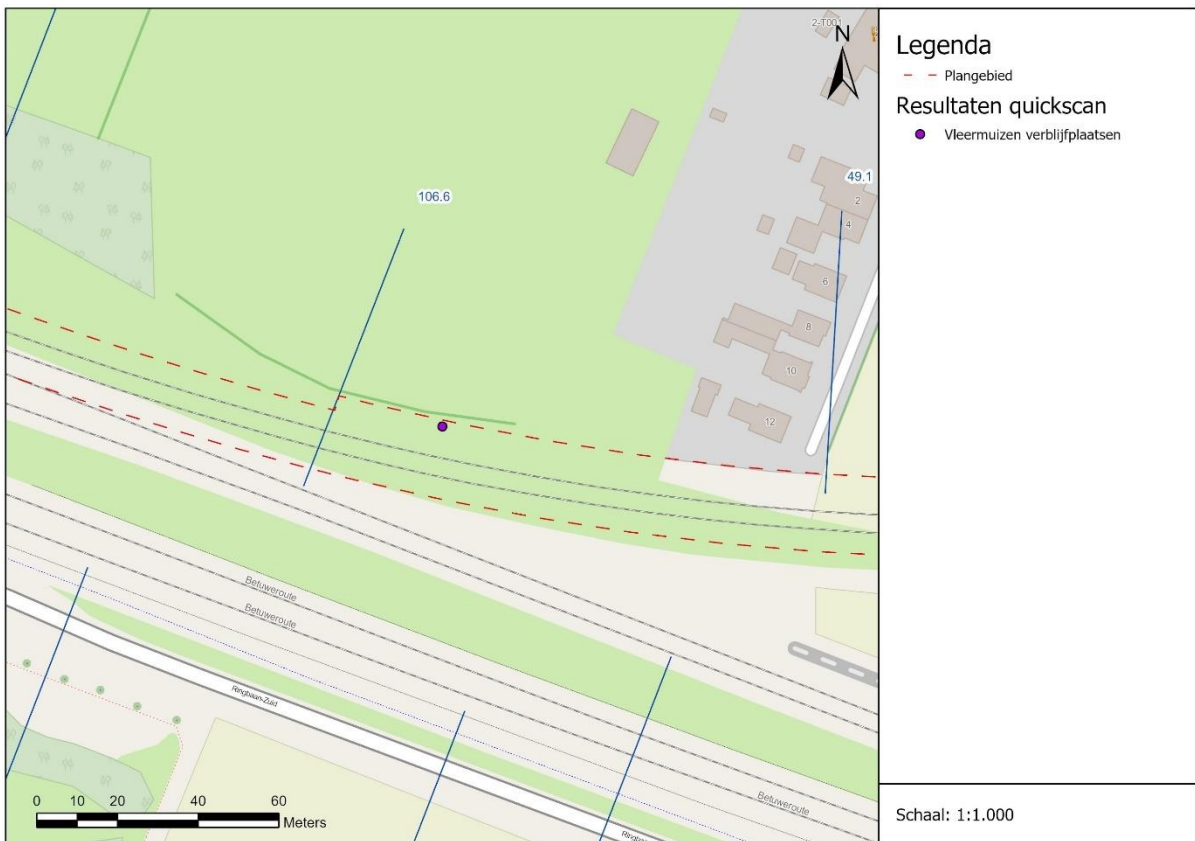 2-T001
N
49.1
2
4
106.6
6
8
10
12
Betuweroute
Betuweroute
Ringbaan-Zuid
Betuweroute
0 10 20 40 60
Meters
Legenda
Plangebied
Resultaten quickscan
Vleermuizen verblijfplaatsen
Schaal: 1:1.000